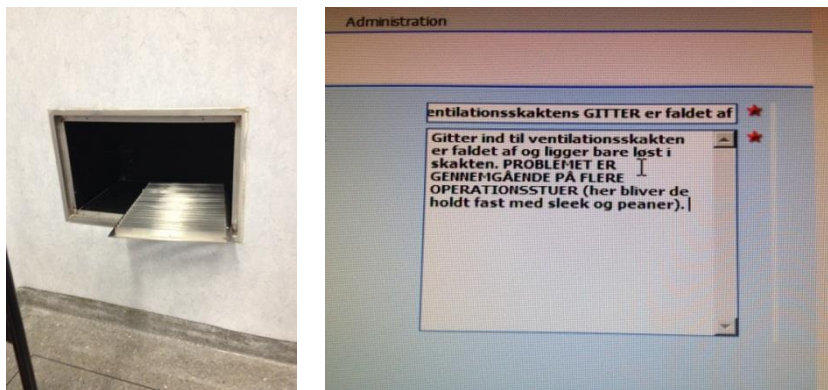 Administration
entilationsskaktens GITTER er faldet af
Gitter ind til ventilationsskakten
er faldet af og ligger bare løst i
skakten. PROBLEMET ER
GENNEMGÅENDE PÅ FLERE
OPERATIONSSTUER (her bliver de
holdt fast med sleek og peaner).